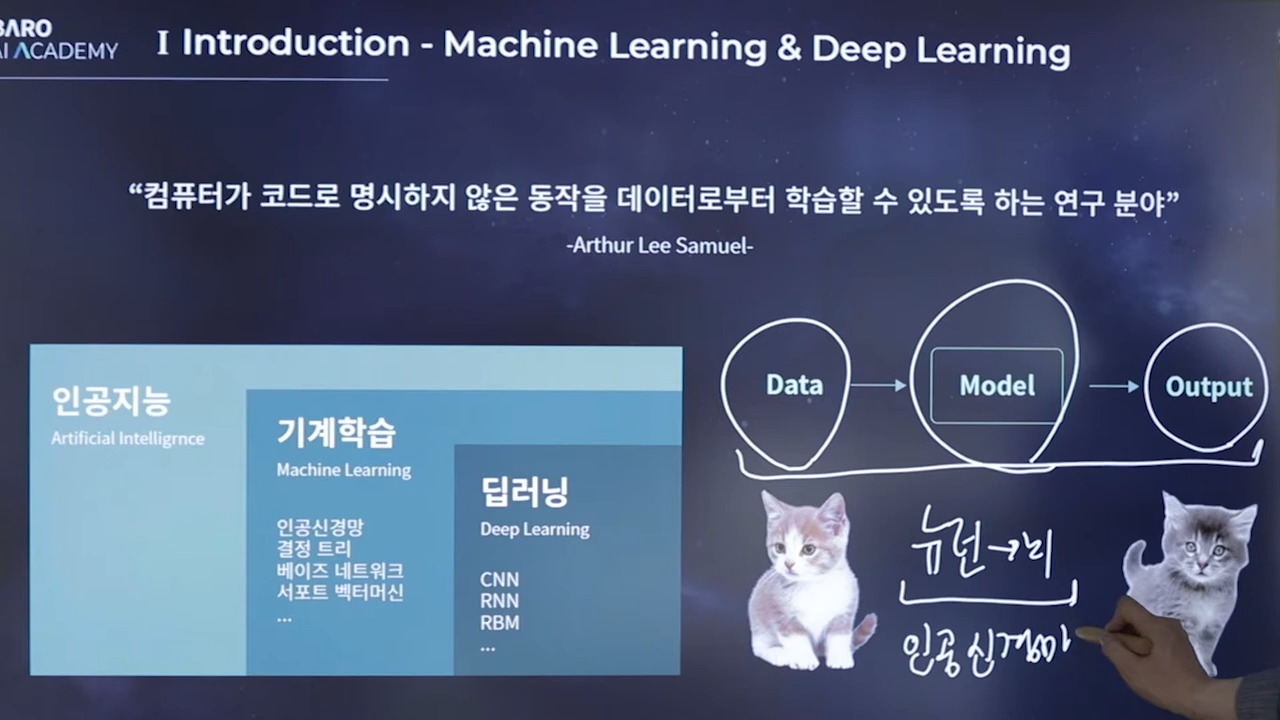 BARO
AI ACADEMY
I Introduction - Machine Learning & Deep Learning
“컴퓨터가 코드로 명시하지 않은 동작을 데이터로부터 학습할 수 있도록 하는 연구 분야”
-Arthur Lee Samuel-
인공지능
Artificial Intelligrnce
기계학습
Machine Learning
인공신경망
결정 트리
베이즈 네트워크
서포트 벡터머신
...
딥러닝
Deep Learning
CNN
RNN
RBM
...
Data
Model
Output
뉴런→뇌
인공신경마